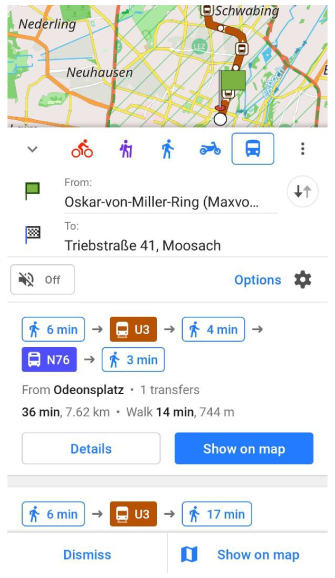 Schwabing
Nederling
Neuhausen
From:
Oskar-von-Miller-Ring (Maxvo...
To:
Triebstraße 41, Moosach
Off
Options
6 min → U3 → 4 min →
N76 → 3 min
From Odeonsplatz • 1 transfers
36 min, 7.62 km • Walk 14 min, 744 m
Details
Show on map
6 min → U3 → 17 min
Dismiss
Show on map